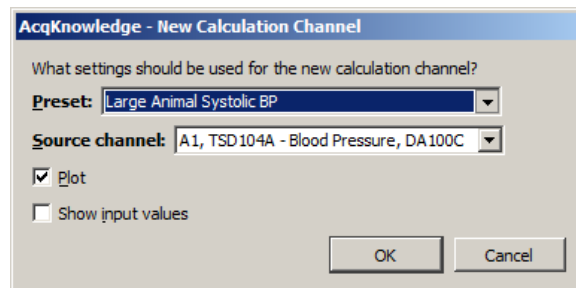 AcqKnowledge - New Calculation Channel
What settings should be used for the new calculation channel?
Preset: Large Animal Systolic BP
Source channel: A1, TSD104A - Blood Pressure, DA100C
Plot
Show input values
OK Cancel